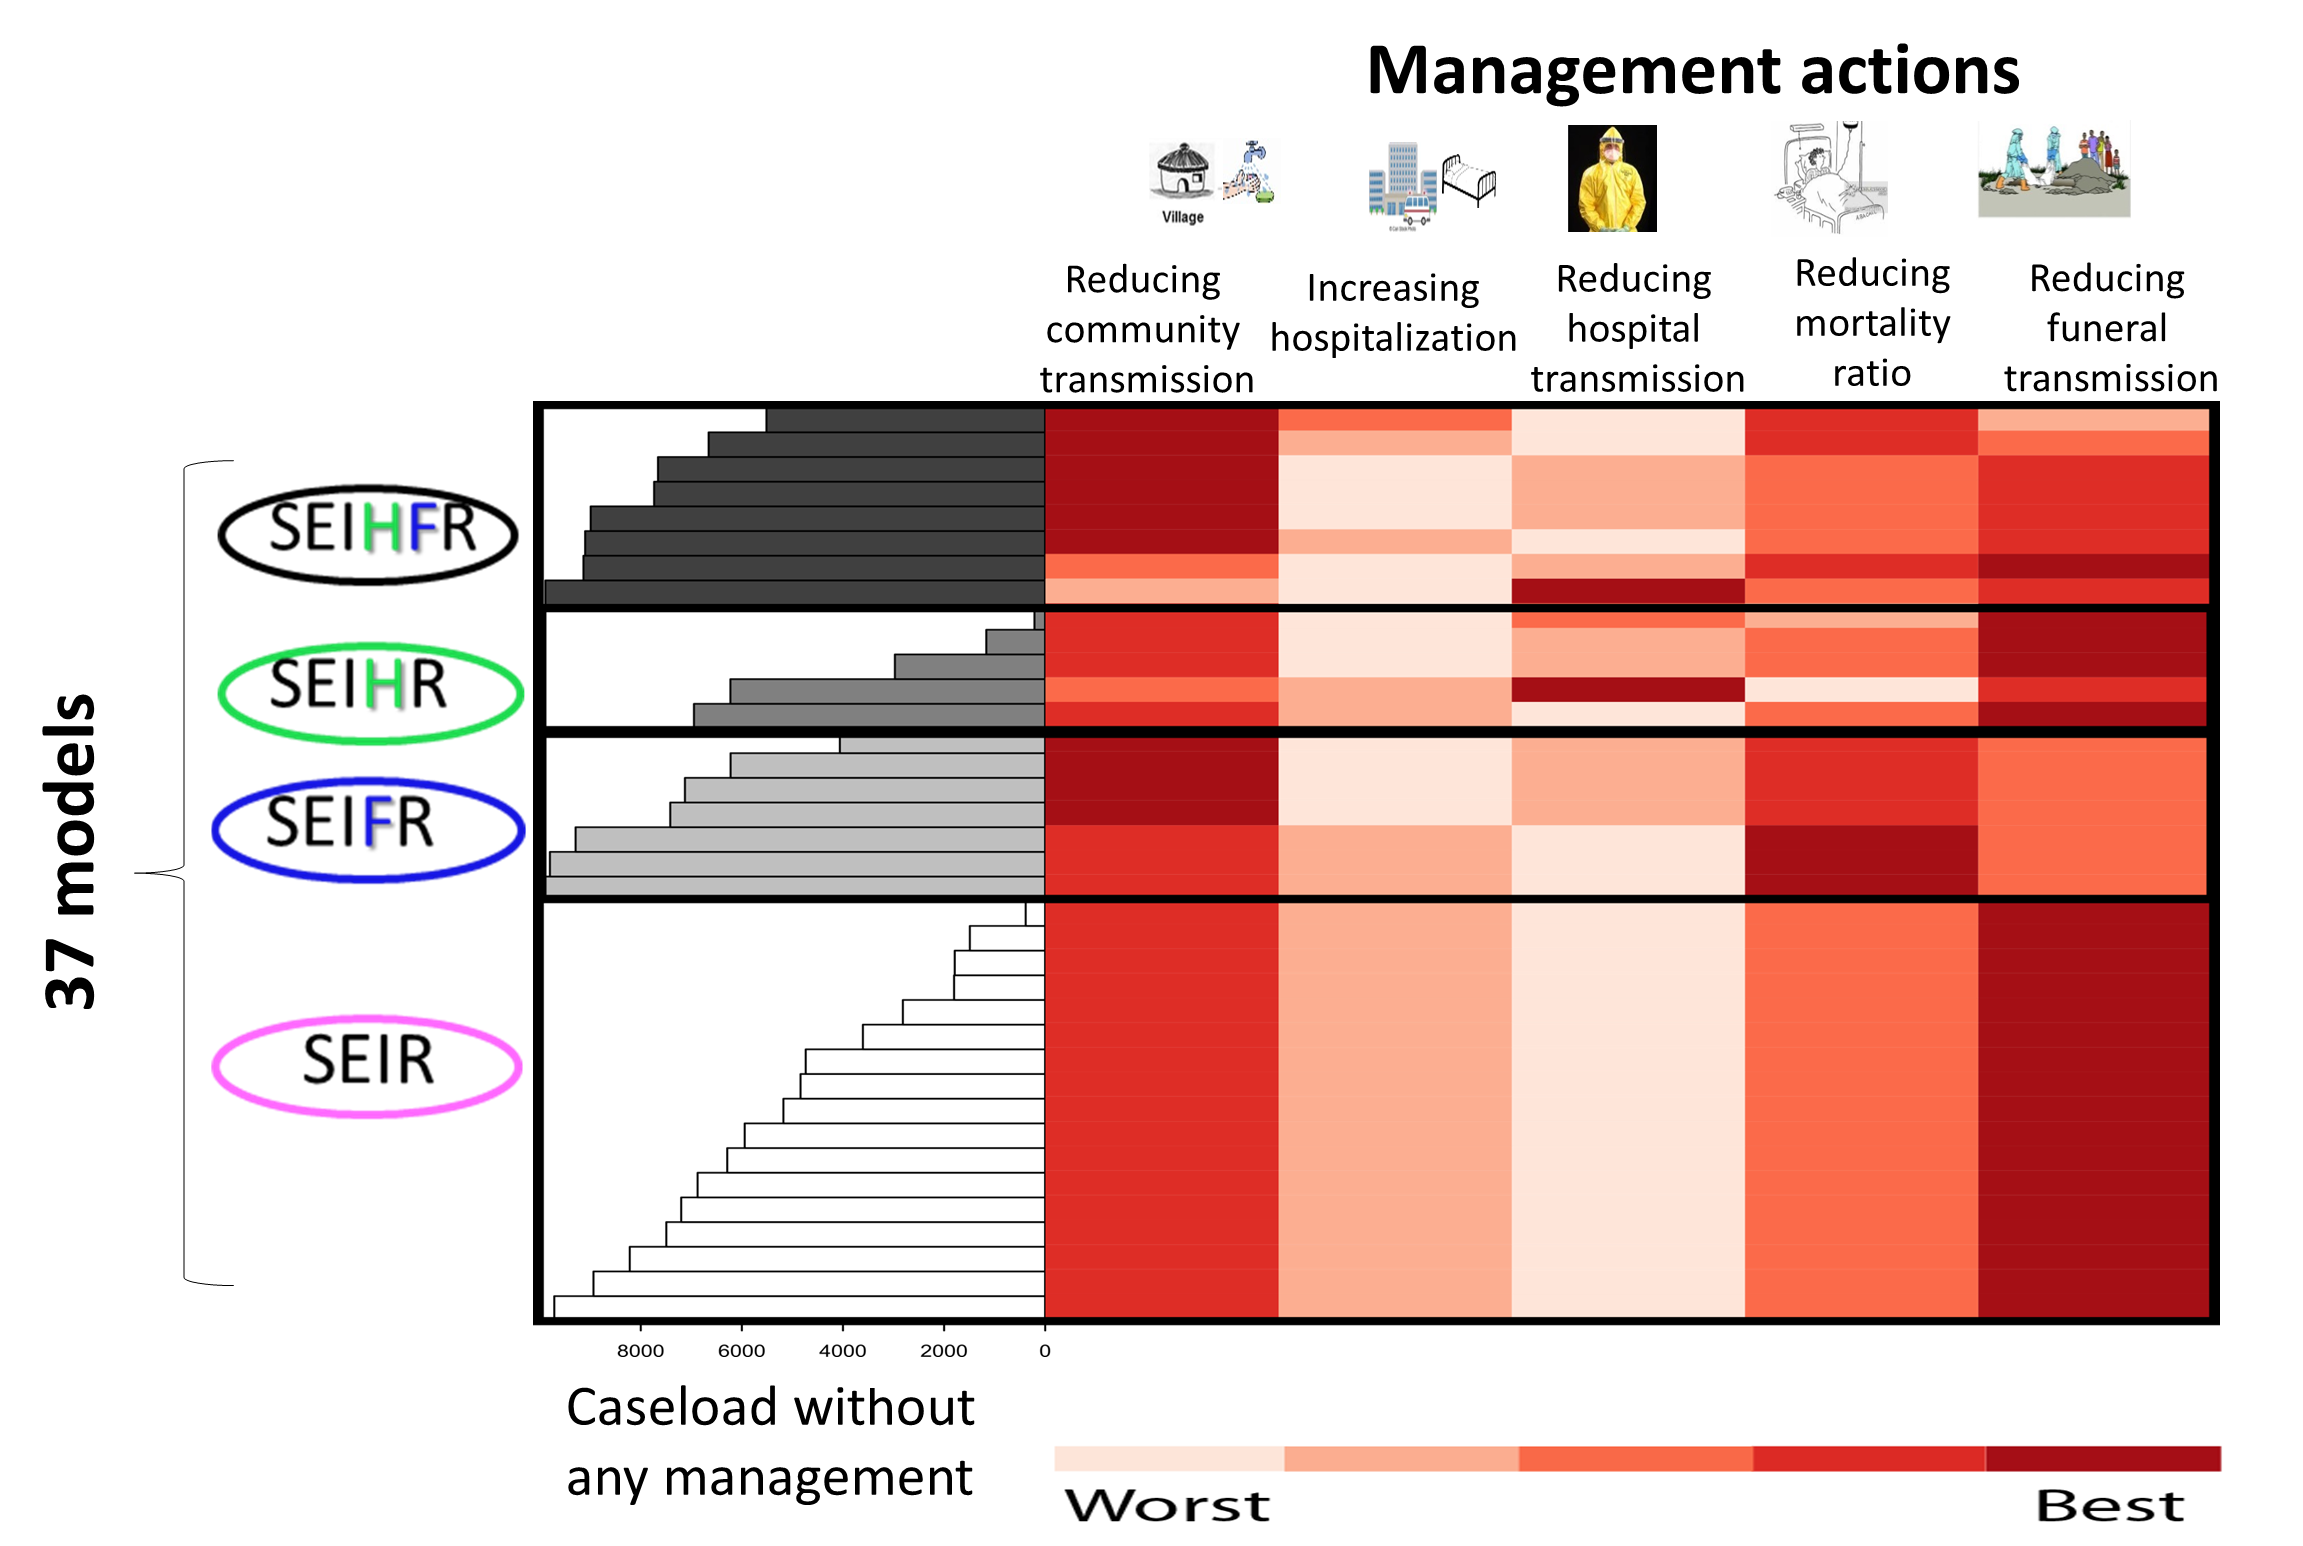 Management actions
Village
Reducing
community
transmission
Increasing
hospitalization
Reducing
hospital
transmission
Reducing
mortality
ratio
Reducing
funeral
transmission
37 models
SEIHFR
SEIHR
SEIFR
SEIR
8000 6000 4000 2000 0
Caseload without
any management
Worst
Best